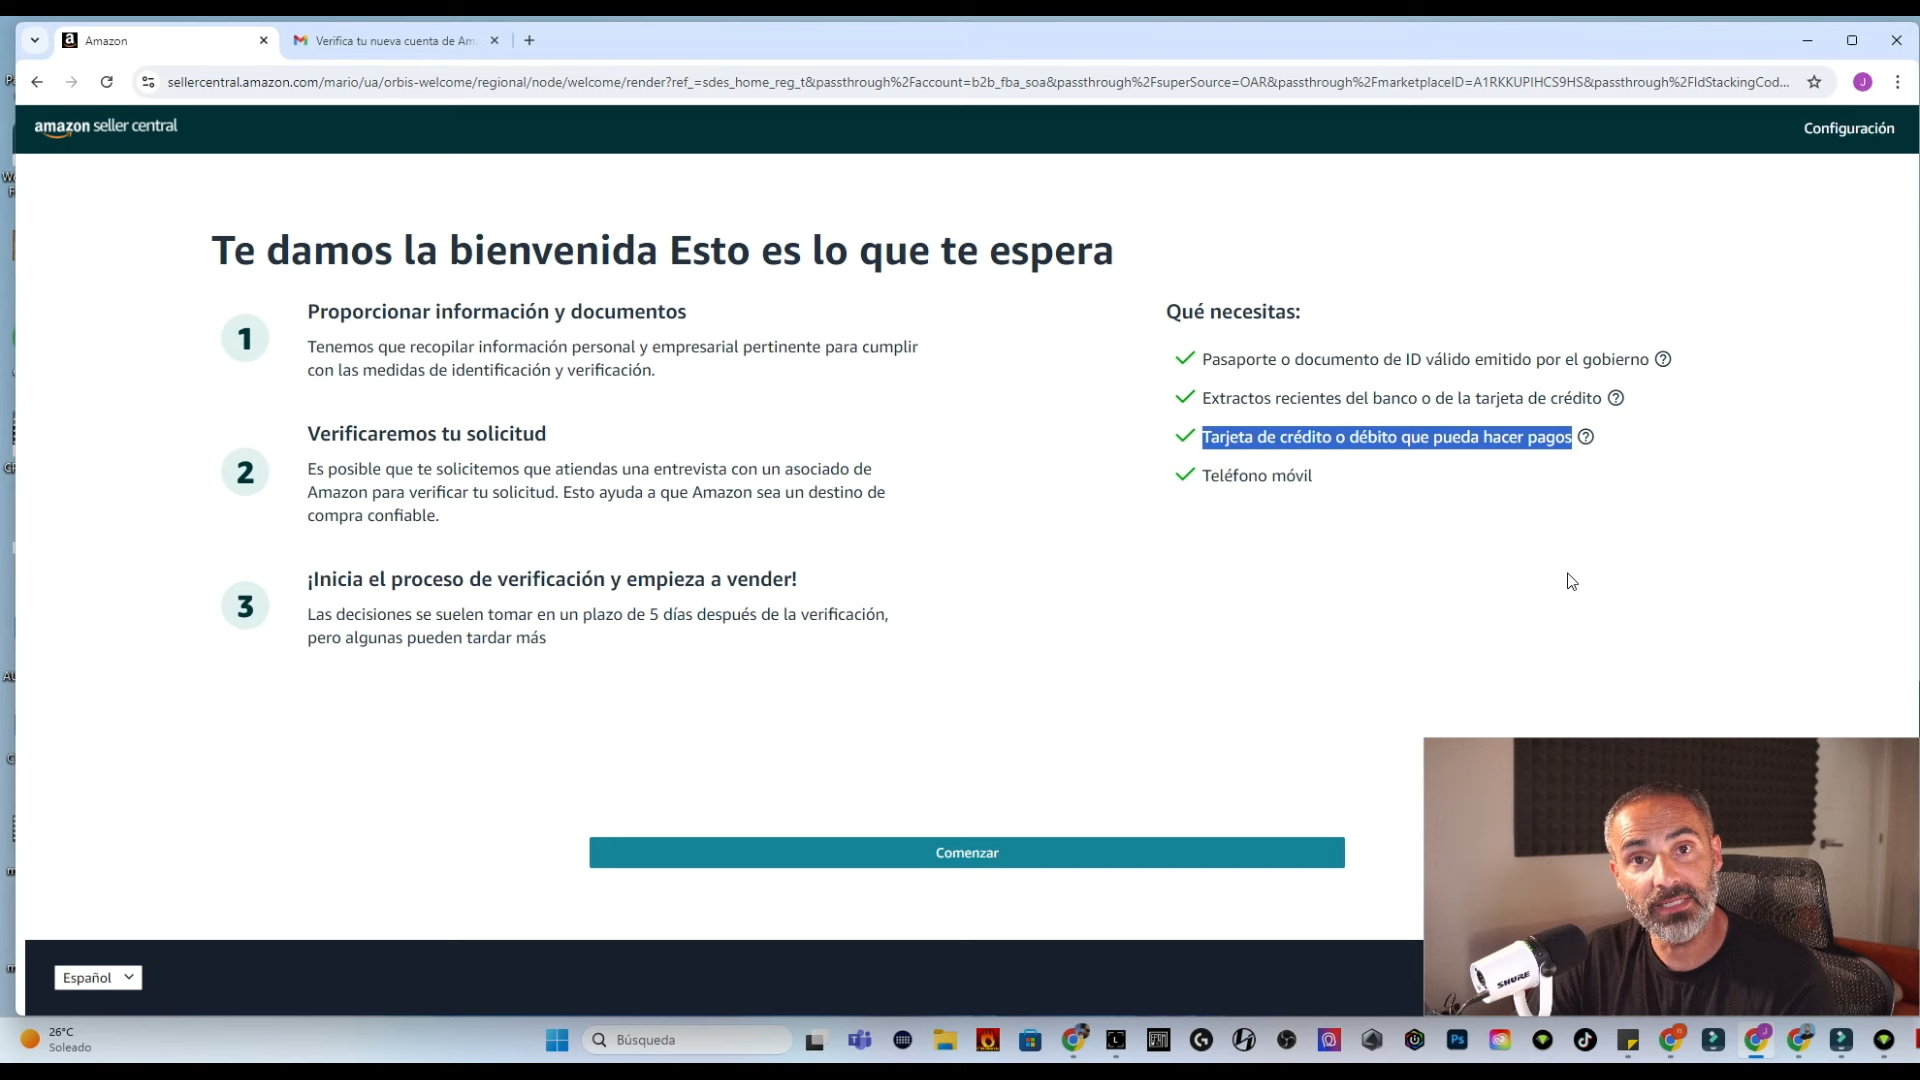 Amazon
Verifica tu nueva cuenta de Am
sellercentral.amazon.com/mario/ua/orbis-welcome/regional/node/welcome/render?ref_=sdes_home_reg_t&passthrough%2Faccount=b2b_fba_soa&passthrough%2FsuperSource=OAR&passthrough%2FmarketplaceID=A1RKKUPIHCS9HS&passthrough%2FIdStackingCod...
amazon seller central
Configuración
Te damos la bienvenida Esto es lo que te espera
1
Proporcionar información y documentos
Tenemos que recopilar información personal y empresarial pertinente para cumplir
con las medidas de identificación y verificación.
2
Verificaremos tu solicitud
Es posible que te solicitemos que atiendas una entrevista con un asociado de
Amazon para verificar tu solicitud. Esto ayuda a que Amazon sea un destino de
compra confiable.
3
¡Inicia el proceso de verificación y empieza a vender!
Las decisiones se suelen tomar en un plazo de 5 días después de la verificación,
pero algunas pueden tardar más
Qué necesitas:
Pasaporte o documento de ID válido emitido por el gobierno
Extractos recientes del banco o de la tarjeta de crédito
Tarjeta de crédito o débito que pueda hacer pagos
Teléfono móvil
Comenzar
Español
SHURE
26°C
Soleado
Búsqueda